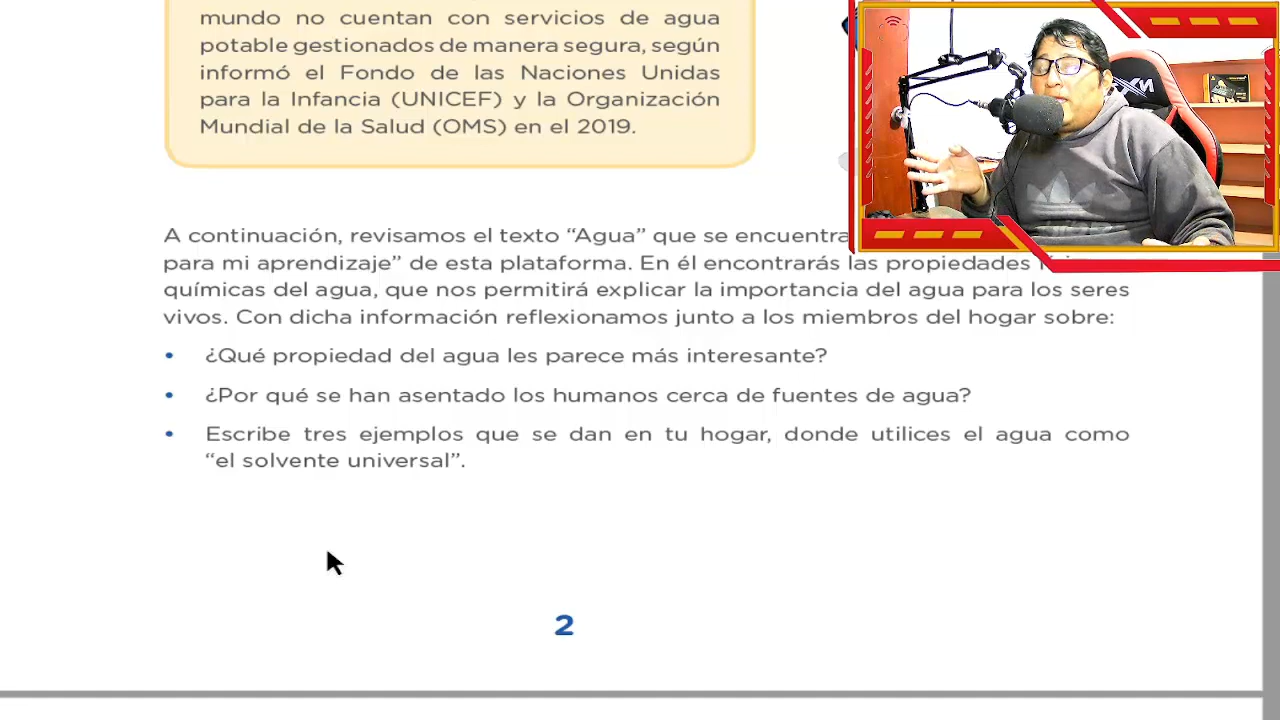 mundo no cuentan con servicios de agua
potable gestionados de manera segura, según
informó el Fondo de las Naciones Unidas
para la Infancia (UNICEF) y la Organización
Mundial de la Salud (OMS) en el 2019.
A continuación, revisamos el texto “Agua” que se encuentra
para mi aprendizaje” de esta plataforma. En él encontrarás las propiedades
químicas del agua, que nos permitirá explicar la importancia del agua para los seres
vivos. Con dicha información reflexionamos junto a los miembros del hogar sobre:
• ¿Qué propiedad del agua les parece más interesante?
• ¿Por qué se han asentado los humanos cerca de fuentes de agua?
• Escribe tres ejemplos que se dan en tu hogar, donde utilices el agua como
“el solvente universal”.
2